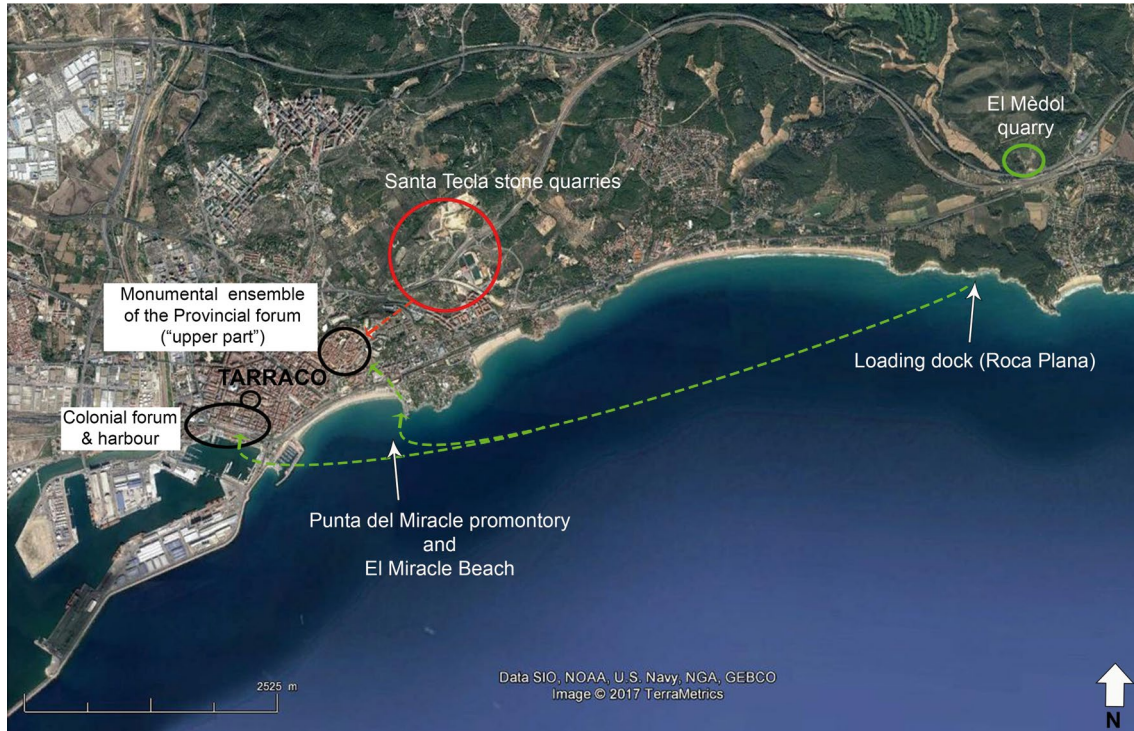 El Mèdol
quarry
Santa Tecla stone quarries
Monumental ensemble
of the Provincial forum
("upper part")
TARRACO
Loading dock (Roca Plana)
Colonial forum
& harbour
Punta del Miracle promontory
and
El Miracle Beach
2525 m
Data SIO, NOAA, U.S. Navy, NGA, GEBCO
Image © 2017 TerraMetrics
N